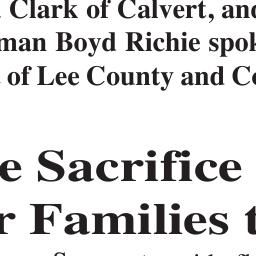 Clark of Calvert, and
man Boyd Richie spok
of Lee County and Co
e Sacrifice
r Families t